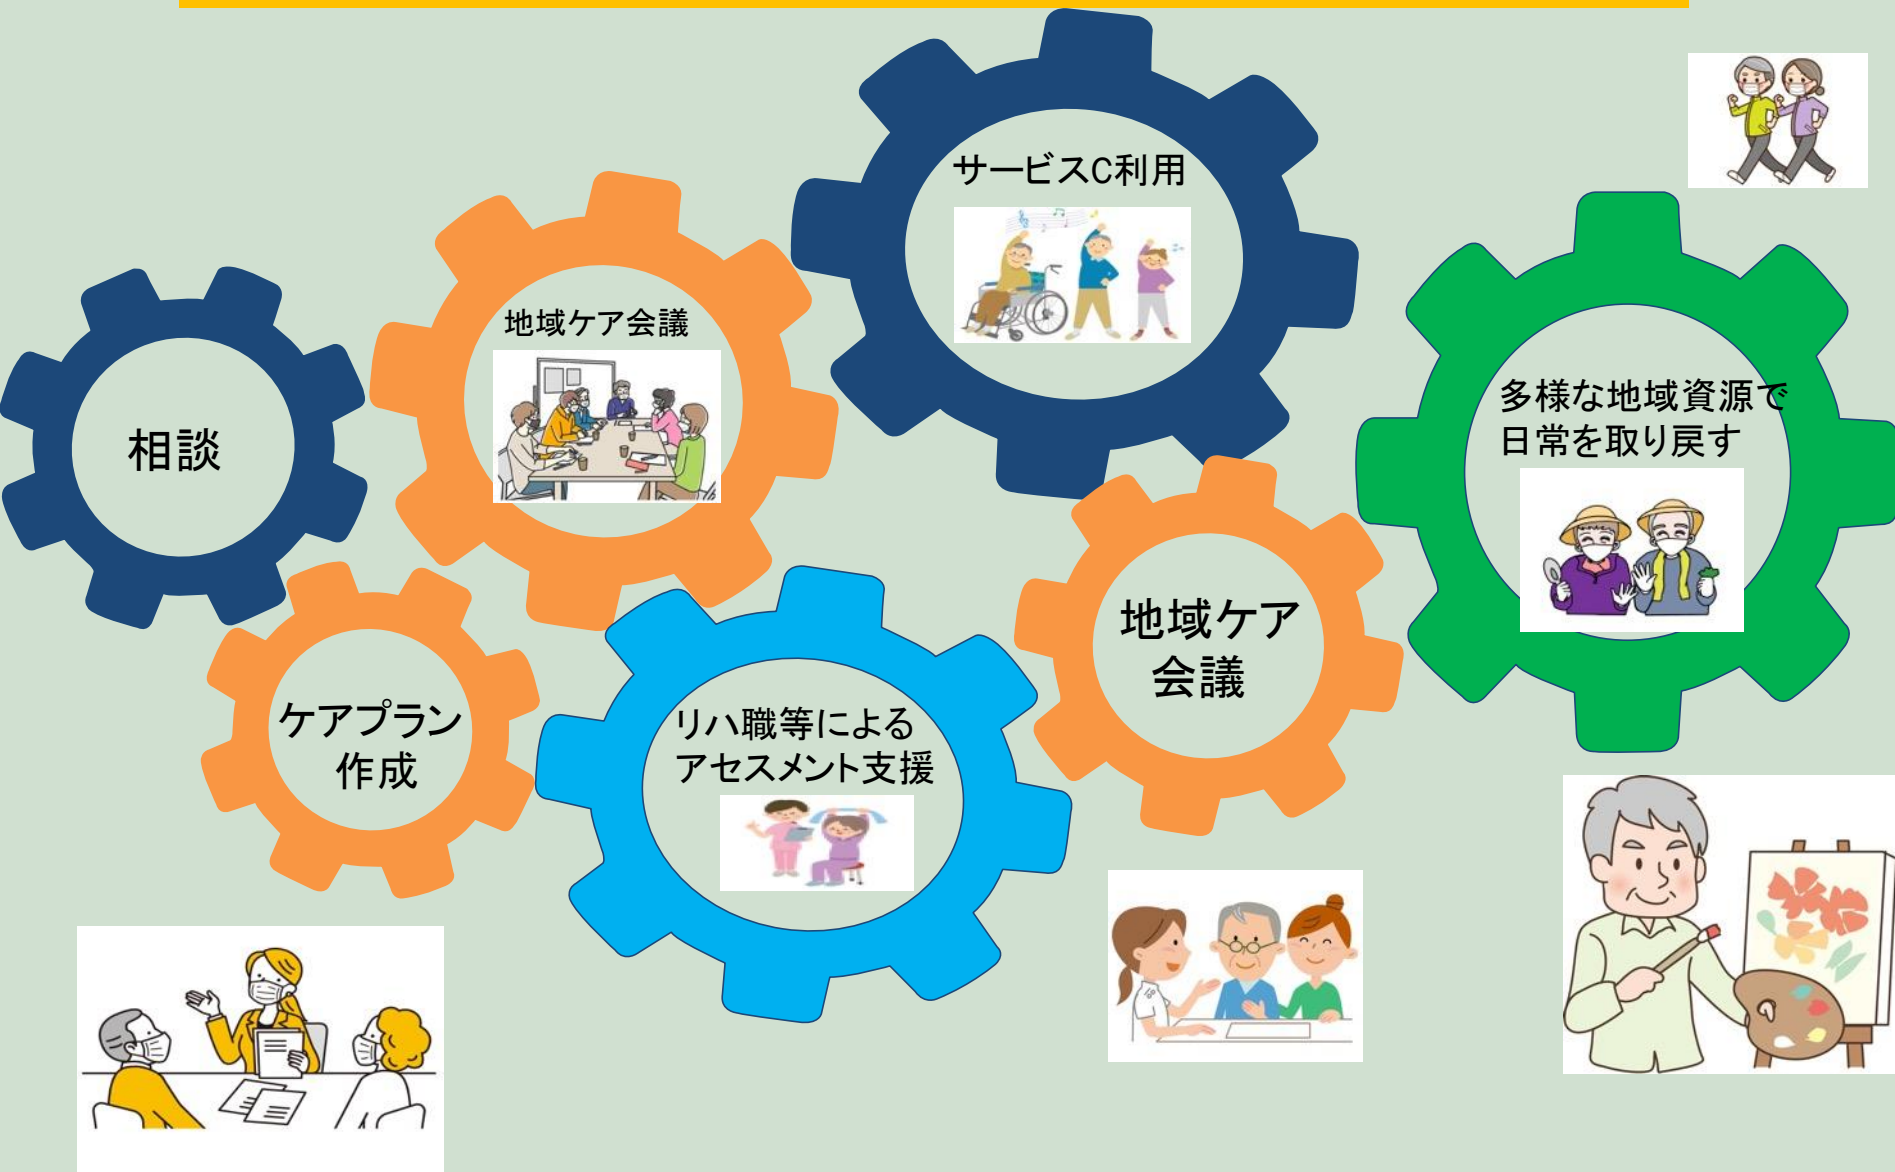 相談
地域ケア会議
サービスC利用
ケアプラン
作成
リハ職等による
アセスメント支援
地域ケア
会議
多様な地域資源で
日常を取り戻す